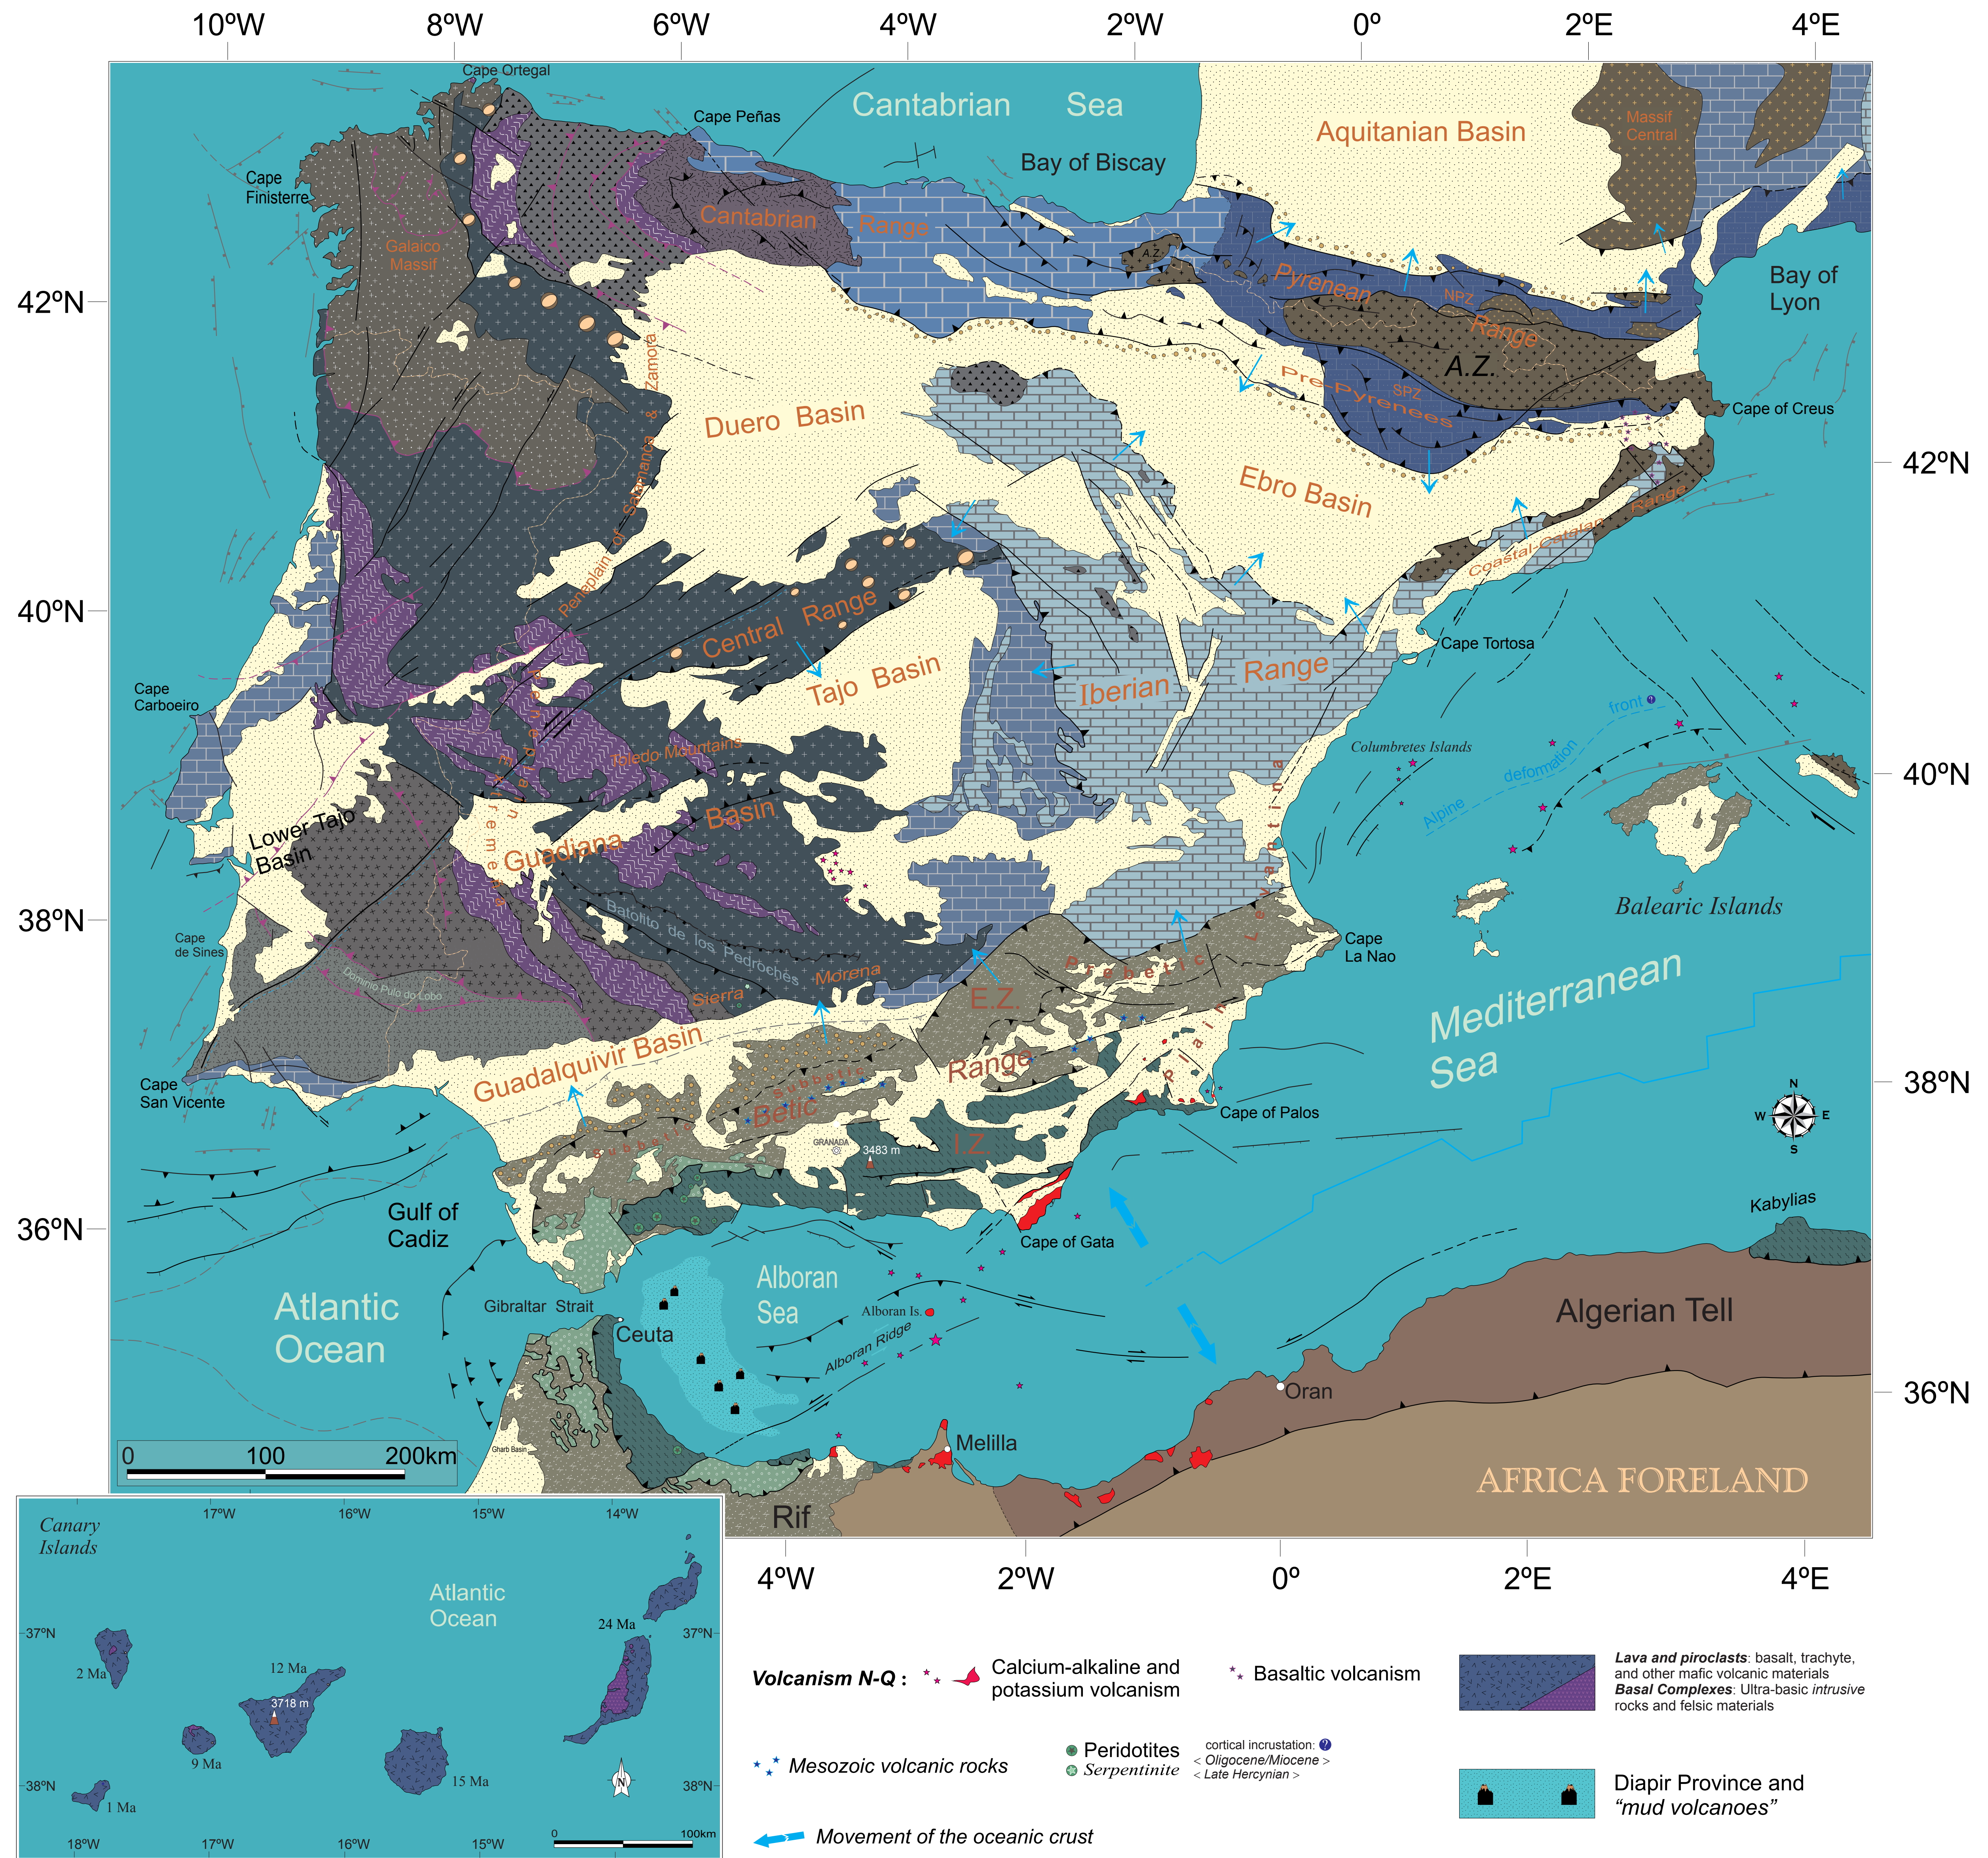 10ºW
8ºW
6ºW
4ºW
2ºW
0º
2ºE
4ºE
Cape Ortegal
Cape Peñas
Cantabrian Sea
Bay of Biscay
Aquitanian Basin
Massif
Central
Cape
Finisterre
Galaico
Massif
Cantabrian Range
A.Z.
Pyrenean
Range
NPZ
A.Z.
SPZ
Pre-Pyrenees
Bay of
Lyon
42ºN
Cape of Creus
42ºN
Duero Basin
Ebro Basin
Peneplain of Salamanca & Zamora
Coastal-Catalan Range
40ºN
Central Range
Cape Tortosa
Tajo Basin
Iberian Range
Cape
Carboeiro
Peneplain
Extremeña
Toledo Mountains
Columbretes Islands
front
?
deformation
Alpine
40ºN
Lower Tajo
Basin
Guadiana Basin
Levantina
Plain
Balearic Islands
38ºN
Batolito de los Pedroches
Cape
de Sines
Dominio Pulo do Lobo
Sierra Morena
Prebetic
Cape
La Nao
E.Z.
Mediterranean
Sea
Guadalquivir Basin
Range
Subbetic
Betic
Subbetic
Cape
San Vicente
38ºN
Cape of Palos
N
W
E
S
GRANADA
3483 m
I.Z.
36ºN
Gulf of
Cadiz
Cape of Gata
Kabylias
Atlantic
Ocean
Alboran
Sea
Gibraltar Strait
Ceuta
Alboran Is.
Alboran Ridge
Algerian Tell
Oran
36ºN
Gharb Basin
Melilla
0
100
200km
Rif
AFRICA FORELAND
4ºW
2ºW
0º
2ºE
4ºE
Canary
Islands
17ºW
16ºW
15ºW
14ºW
Atlantic
Ocean
24 Ma
37ºN
37ºN
2 Ma
12 Ma
3718 m
9 Ma
15 Ma
1 Ma
38ºN
38ºN
N
0
100km
18ºW
17ºW
16ºW
15ºW
Volcanism N-Q :
Calcium-alkaline and
potassium volcanism
Basaltic volcanism
Lava and piroclasts: basalt, trachyte,
and other mafic volcanic materials
Basal Complexes: Ultra-basic intrusive
rocks and felsic materials
Mesozoic volcanic rocks
Peridotites
Serpentinite
cortical incrustation: ?
< Oligocene/Miocene >
< Late Hercynian >
Diapir Province and
“mud volcanoes”
Movement of the oceanic crust